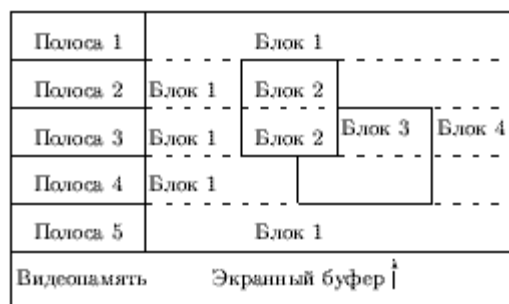 Полоса 1 Блок 1
Полоса 2 Блок 1 Блок 2
Полоса 3 Блок 1 Блок 2 Блок 3 Блок 4
Полоса 4 Блок 1
Полоса 5 Блок 1
Видеопамять Экранный буфер